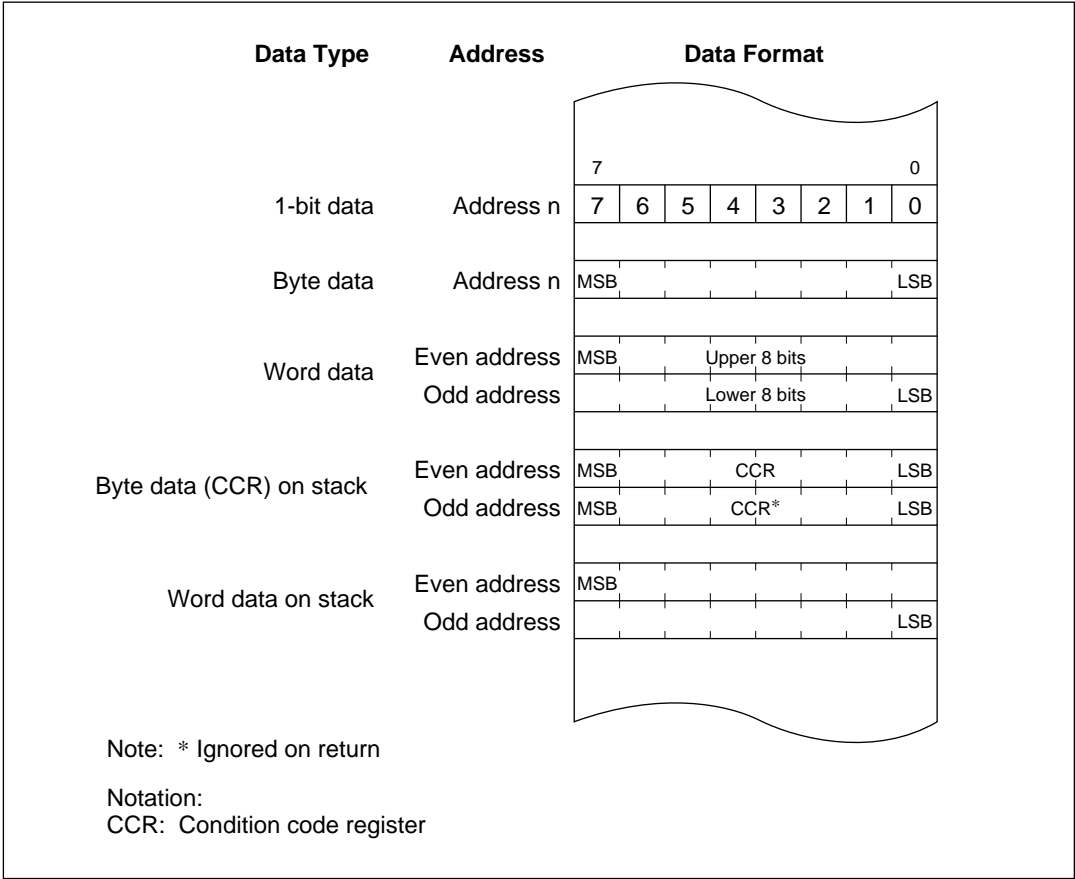 Data Type Address Data Format
7 0
1-bit data Address n 7 6 5 4 3 2 1 0
Byte data Address n MSB LSB
Word data
Even address MSB Upper 8 bits
Odd address Lower 8 bits LSB
Byte data (CCR) on stack
Even address MSB CCR LSB
Odd address MSB CCR* LSB
Word data on stack
Even address MSB
Odd address LSB
Note: * Ignored on return
Notation:
CCR: Condition code register